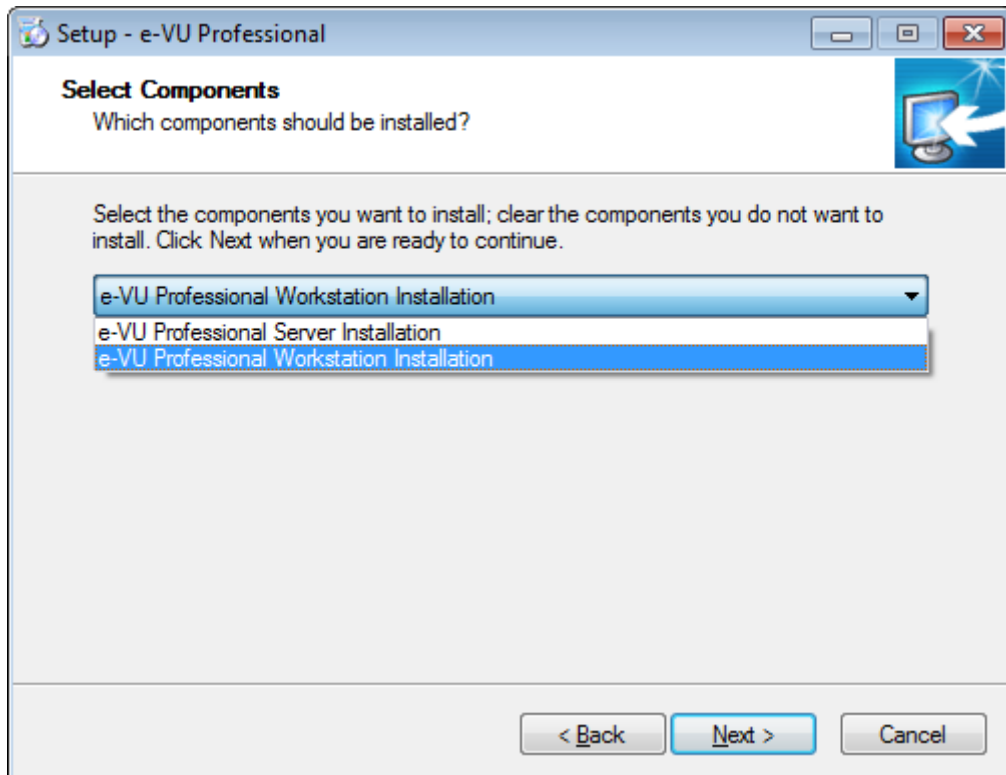 Setup - e-VU Professional
Select Components
Which components should be installed?
Select the components you want to install; clear the components you do not want to
install. Click Next when you are ready to continue.
e-VU Professional Workstation Installation
e-VU Professional Server Installation
e-VU Professional Workstation Installation
< Back
Next >
Cancel